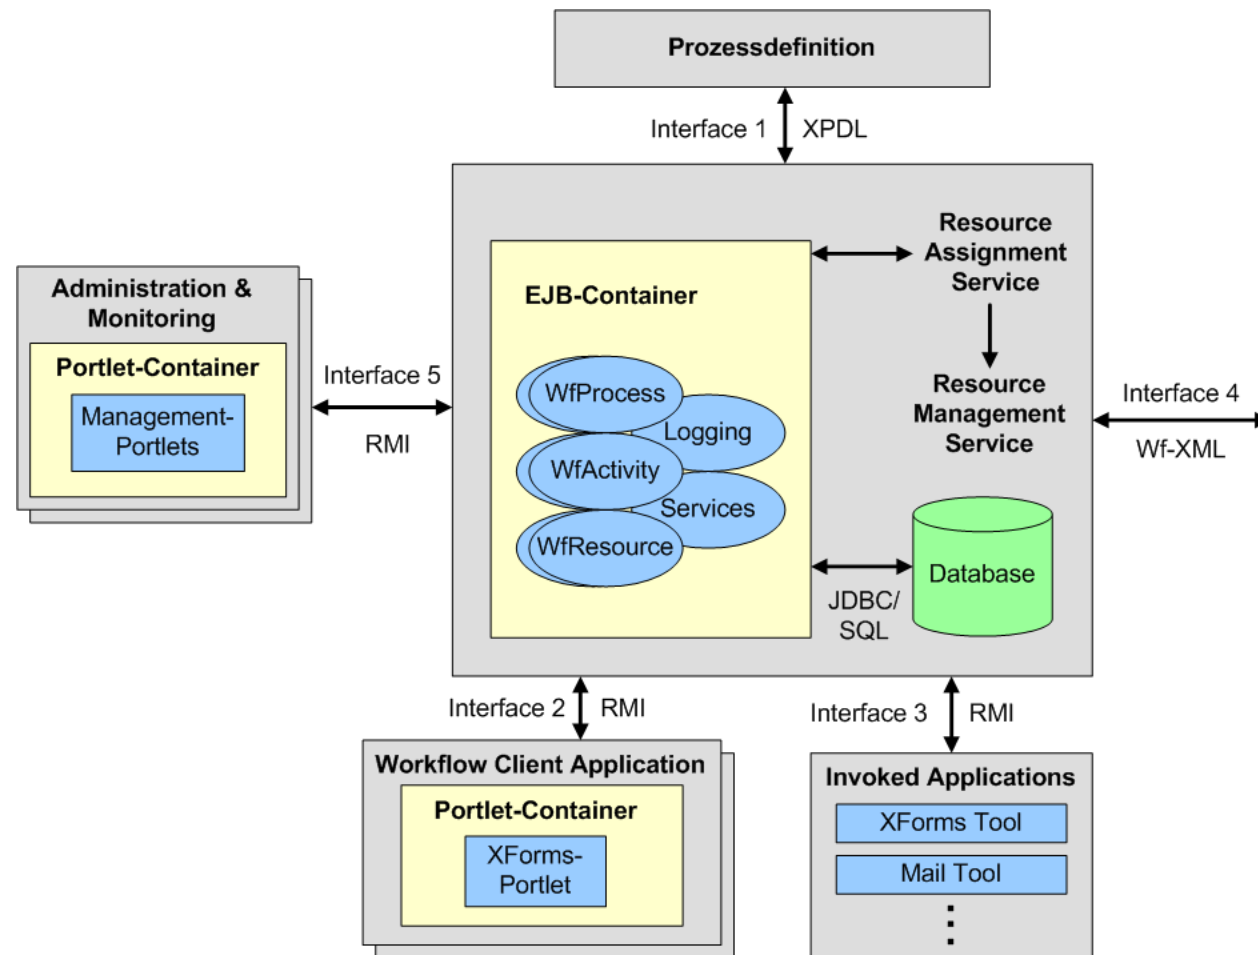 Prozessdefinition
Interface 1
XPDL
Resource
Assignment
Service
EJB-Container
Administration &
Monitoring
Portlet-Container
Management-
Portlets
Interface 5
RMI
WfProcess
Logging
WfActivity
Services
WfResource
Resource
Management
Service
Interface 4
Wf-XML
Database
JDBC/
SQL
Interface 2
RMI
Interface 3
RMI
Workflow Client Application
Portlet-Container
XForms-
Portlet
Invoked Applications
XForms Tool
Mail Tool